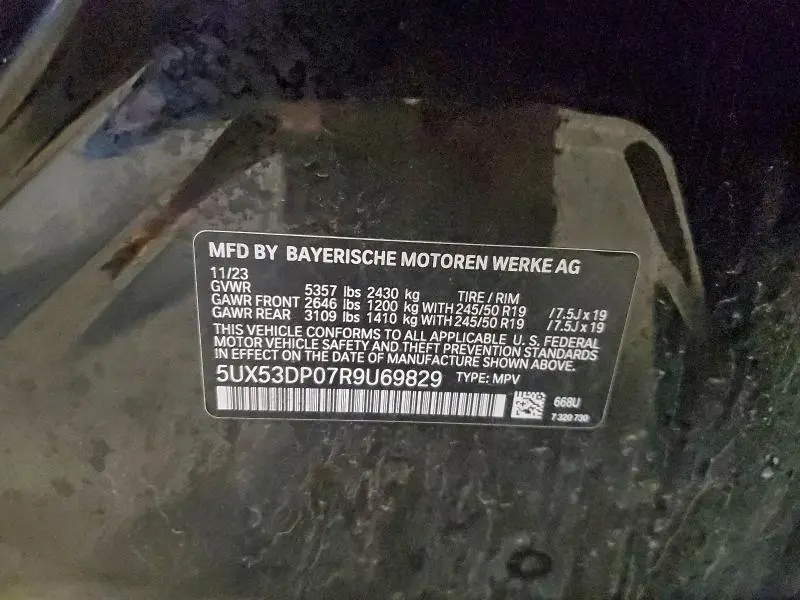 MFD BY BAYERISCHE MOTOREN WERKE AG
11/23
GVWR 5357 lbs 2430 kg TIRE / RIM
GAWR FRONT 2646 lbs 1200 kg WITH 245/50 R19 /7.5J x 19
GAWR REAR 3109 lbs 1410 kg WITH 245/50 R19 /7.5J x 19
THIS VEHICLE CONFORMS TO ALL APPLICABLE U. S. FEDERAL
MOTOR VEHICLE SAFETY AND THEFT PREVENTION STANDARDS
IN EFFECT ON THE DATE OF MANUFACTURE SHOWN ABOVE.
5UX53DP07R9U69829 TYPE: MPV
668U
7 320 730